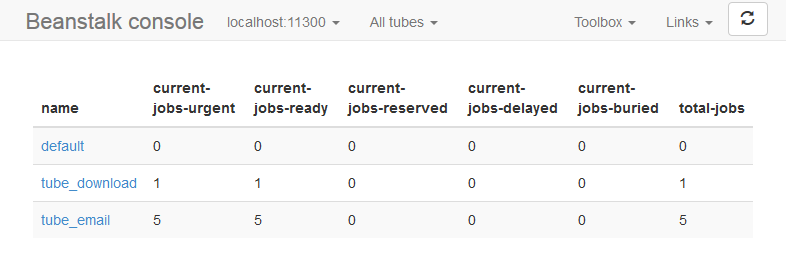 Beanstalk console localhost:11300 All tubes Toolbox Links
name current-jobs-urgent current-jobs-ready current-jobs-reserved current-jobs-delayed current-jobs-buried total-jobs
default 0 0 0 0 0 0
tube_download 1 1 0 0 0 1
tube_email 5 5 0 0 0 5